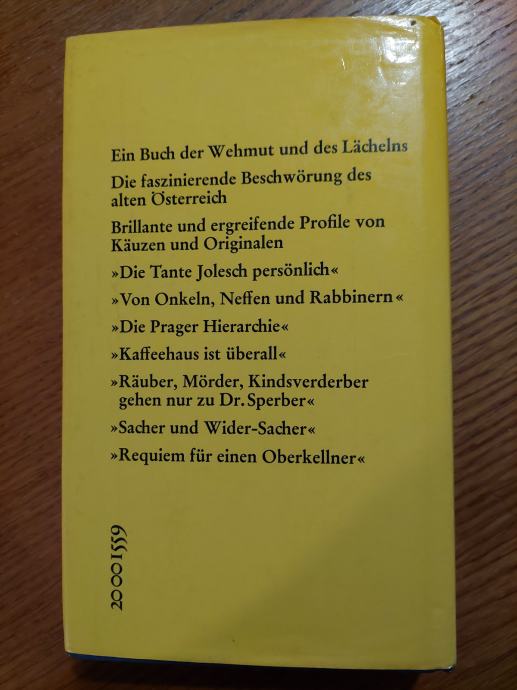 Ein Buch der Wehmut und des Lächelns
Die faszinierende Beschwörung des
alten Österreich
Brillante und ergreifende Profile von
Käuzen und Originalen
»Die Tante Jolesch persönlich«
»Von Onkeln, Neffen und Rabbinern«
»Die Prager Hierarchie«
»Kaffeehaus ist überall«
»Räuber, Mörder, Kindsverderber
gehen nur zu Dr. Sperber«
»Sacher und Wider-Sacher«
»Requiem für einen Oberkellner«
20001559